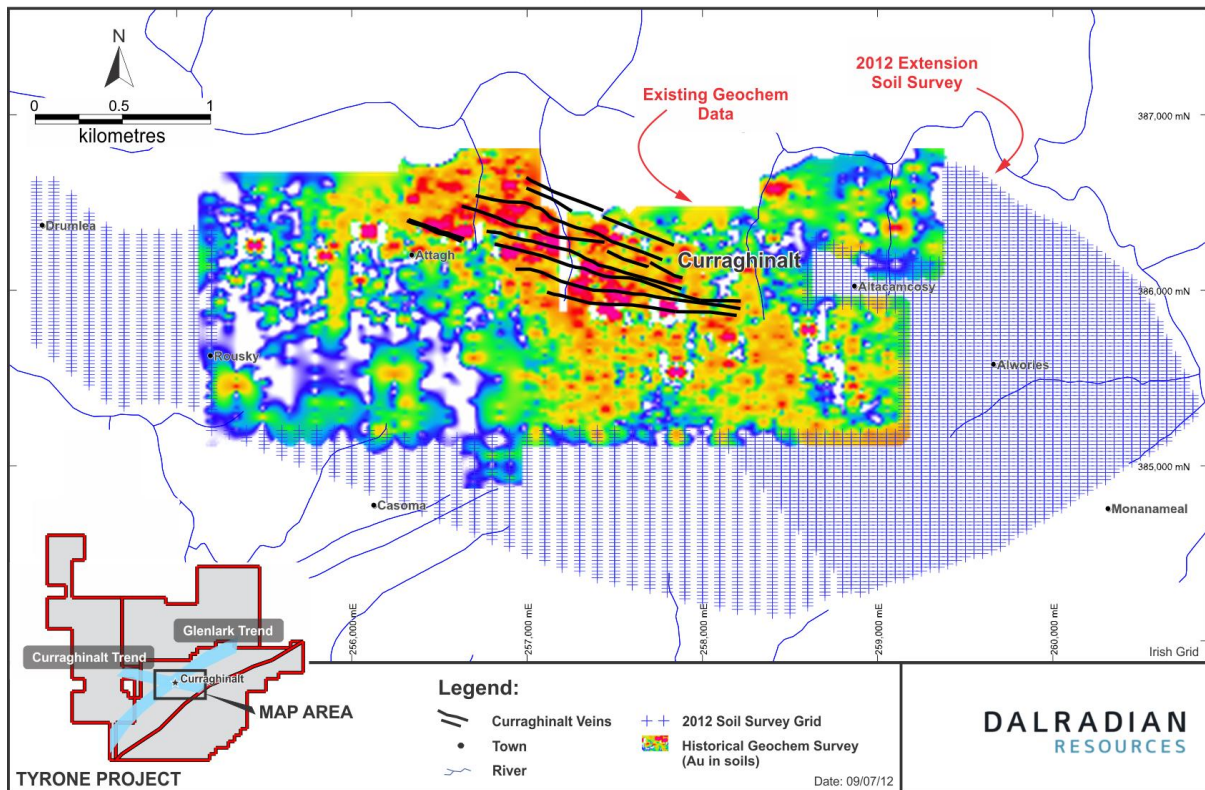 N
0 0.5 1
kilometres
Existing Geochem
Data
2012 Extension
Soil Survey
387,000 mN
Drumlea
Attagh
Curraghinalt
Altacamcosy
386,000 mN
Rousky
Alwories
385,000 mN
Casoma
Monanameal
256,000 mE
257,000 mE
258,000 mE
259,000 mE
260,000 mE
Irish Grid
Glenlark Trend
Curraghinalt Trend
Curraghinalt
MAP AREA
TYRONE PROJECT
Legend:
Curraghinalt Veins
Town
River
2012 Soil Survey Grid
Historical Geochem Survey
(Au in soils)
Date: 09/07/12
DALRADIAN
RESOURCES